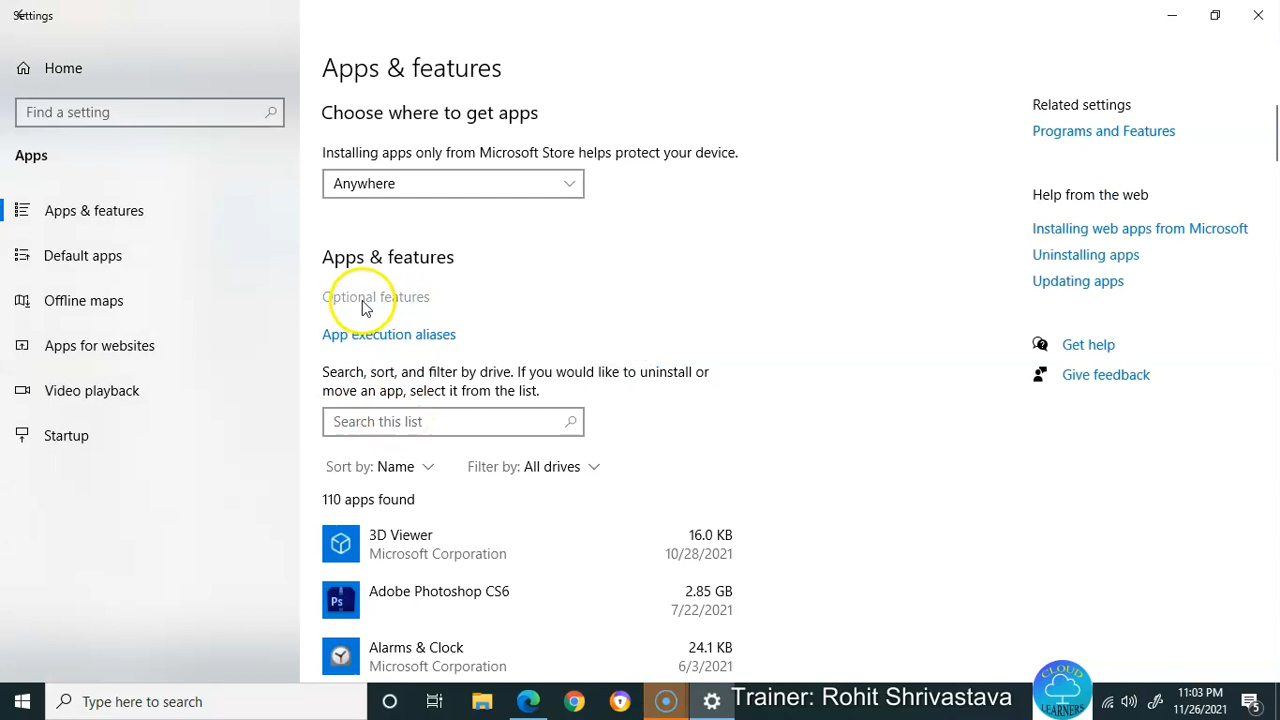 Settings
Home
Find a setting
Apps
Apps & features
Default apps
Offline maps
Apps for websites
Video playback
Startup
Apps & features
Choose where to get apps
Installing apps only from Microsoft Store helps protect your device.
Anywhere
Apps & features
Optional features
App execution aliases
Search, sort, and filter by drive. If you would like to uninstall or
move an app, select it from the list.
Search this list
Sort by: Name
Filter by: All drives
110 apps found
3D Viewer
16.0 KB
Microsoft Corporation
10/28/2021
Adobe Photoshop CS6
2.85 GB
7/22/2021
Alarms & Clock
24.1 KB
Microsoft Corporation
6/3/2021
Related settings
Programs and Features
Help from the web
Installing web apps from Microsoft
Uninstalling apps
Updating apps
Get help
Give feedback
Type here to search
Ps
Trainer: Rohit Shrivastava
CLOUD
LEARNERS
11:03 PM
11/26/2021
5